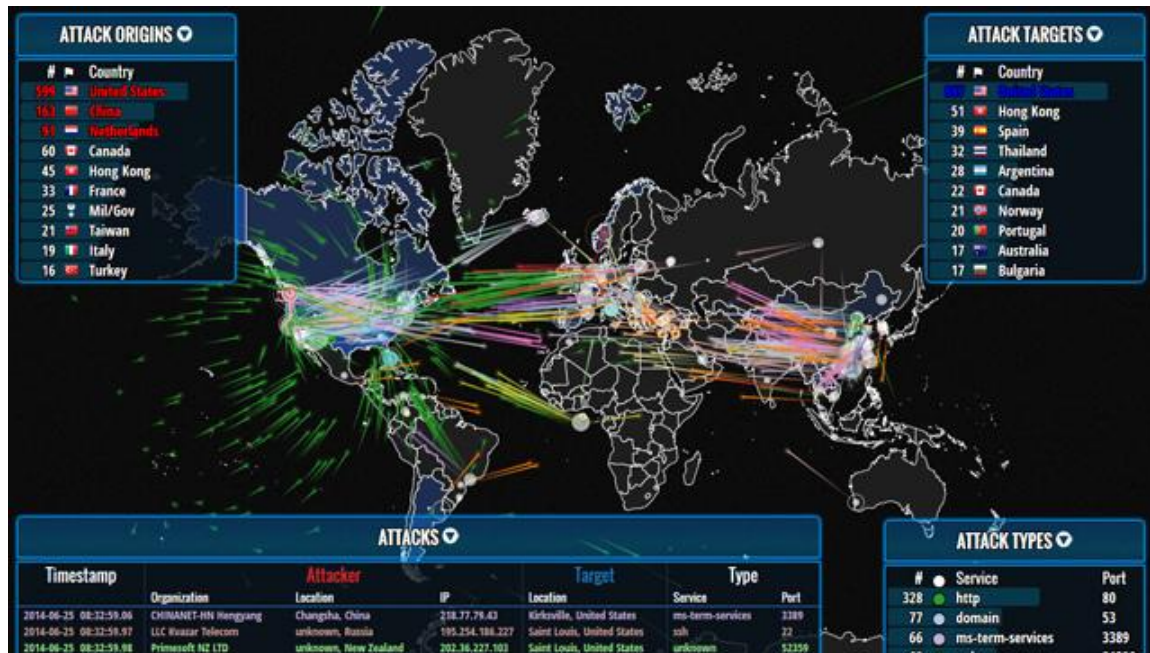 ATTACK ORIGINS
# Country
599 United States
163 China
91 Netherlands
60 Canada
45 Hong Kong
33 France
25 Mil/Gov
21 Taiwan
19 Italy
16 Turkey
ATTACK TARGETS
# Country
United States
51 Hong Kong
39 Spain
32 Thailand
28 Argentina
22 Canada
21 Norway
20 Portugal
17 Australia
17 Bulgaria
ATTACKS
Timestamp Attacker Target Type
Organization Location IP Location Service Port
2014-06-25 08:32:59.06 CHINANET-HN Hengyang Changsha, China 218.77.79.43 Kirksville, United States ms-term-services 3389
2014-06-25 08:32:59.97 LLC Kvazar Telecom unknown, Russia 195.254.186.227 Saint Louis, United States ssh 22
2014-06-25 08:32:59.98 Primesoft NZ LTD unknown, New Zealand 202.36.227.103 Saint Louis, United States unknown 52359
ATTACK TYPES
# Service Port
328 http 80
77 domain 53
66 ms-term-services 3389